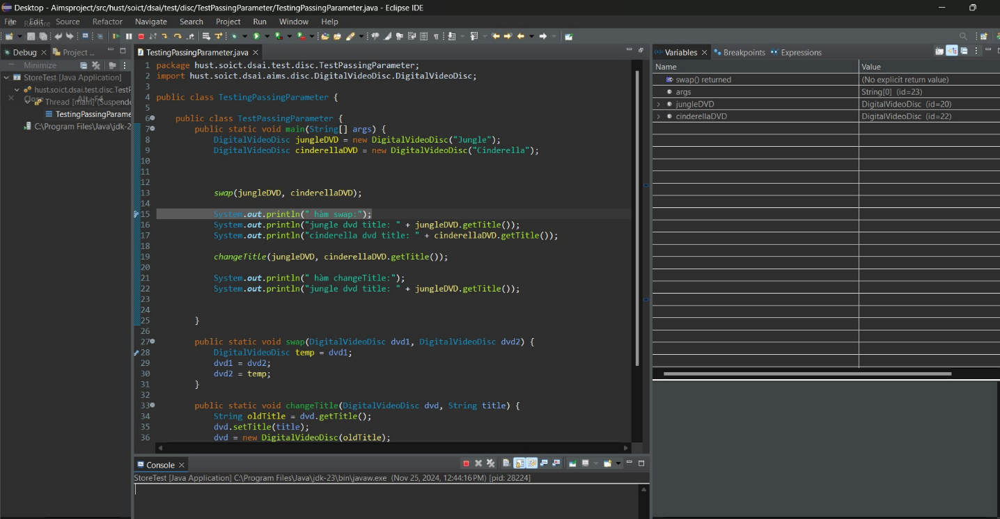 Desktop - Aimsproject/src/hust/soict/dsai/test/disc/TestPassingParameter/TestingPassingParameter.java - Eclipse IDE
File Edit Source Refactor Navigate Search Project Run Window Help
Restore
Debug Project ...
Minimize
StoreTest [Java Application]
hust.soict.dsai.test.disc.TestF
Close Alt+F4
Thread [main] (Suspende
TestingPassingParame
C:\Program Files\Java\jdk-2
TestingPassingParameter.java
1 package hust.soict.dsai.test.disc.TestPassingParameter;
2 import hust.soict.dsai.aims.disc.DigitalVideoDisc.DigitalVideoDisc;
3
4 public class TestingPassingParameter {
5
6 public class TestPassingParameter {
7 public static void main(String[] args) {
8 DigitalVideoDisc jungleDVD = new DigitalVideoDisc("Jungle");
9 DigitalVideoDisc cinderellaDVD = new DigitalVideoDisc("Cinderella");
10
11
12
13 swap(jungleDVD, cinderellaDVD);
14
15 System.out.println(" hàm swap:");
16 System.out.println("jungle dvd title: " + jungleDVD.getTitle());
17 System.out.println("cinderella dvd title: " + cinderellaDVD.getTitle());
18
19 changeTitle(jungleDVD, cinderellaDVD.getTitle());
20
21 System.out.println(" hàm changeTitle:");
22 System.out.println("jungle dvd title: " + jungleDVD.getTitle());
23
24
25 }
26
27 public static void swap(DigitalVideoDisc dvd1, DigitalVideoDisc dvd2) {
28 DigitalVideoDisc temp = dvd1;
29 dvd1 = dvd2;
30 dvd2 = temp;
31 }
32
33 public static void changeTitle(DigitalVideoDisc dvd, String title) {
34 String oldTitle = dvd.getTitle();
35 dvd.setTitle(title);
36 dvd = new DigitalVideoDisc(oldTitle);
Variables Breakpoints Expressions
Name Value
swap() returned (No explicit return value)
args String[0] (id=23)
jungleDVD DigitalVideoDisc (id=20)
cinderellaDVD DigitalVideoDisc (id=22)
Console
StoreTest [Java Application] C:\Program Files\Java\jdk-23\bin\javaw.exe (Nov 25, 2024, 12:44:16 PM) [pid: 28224]